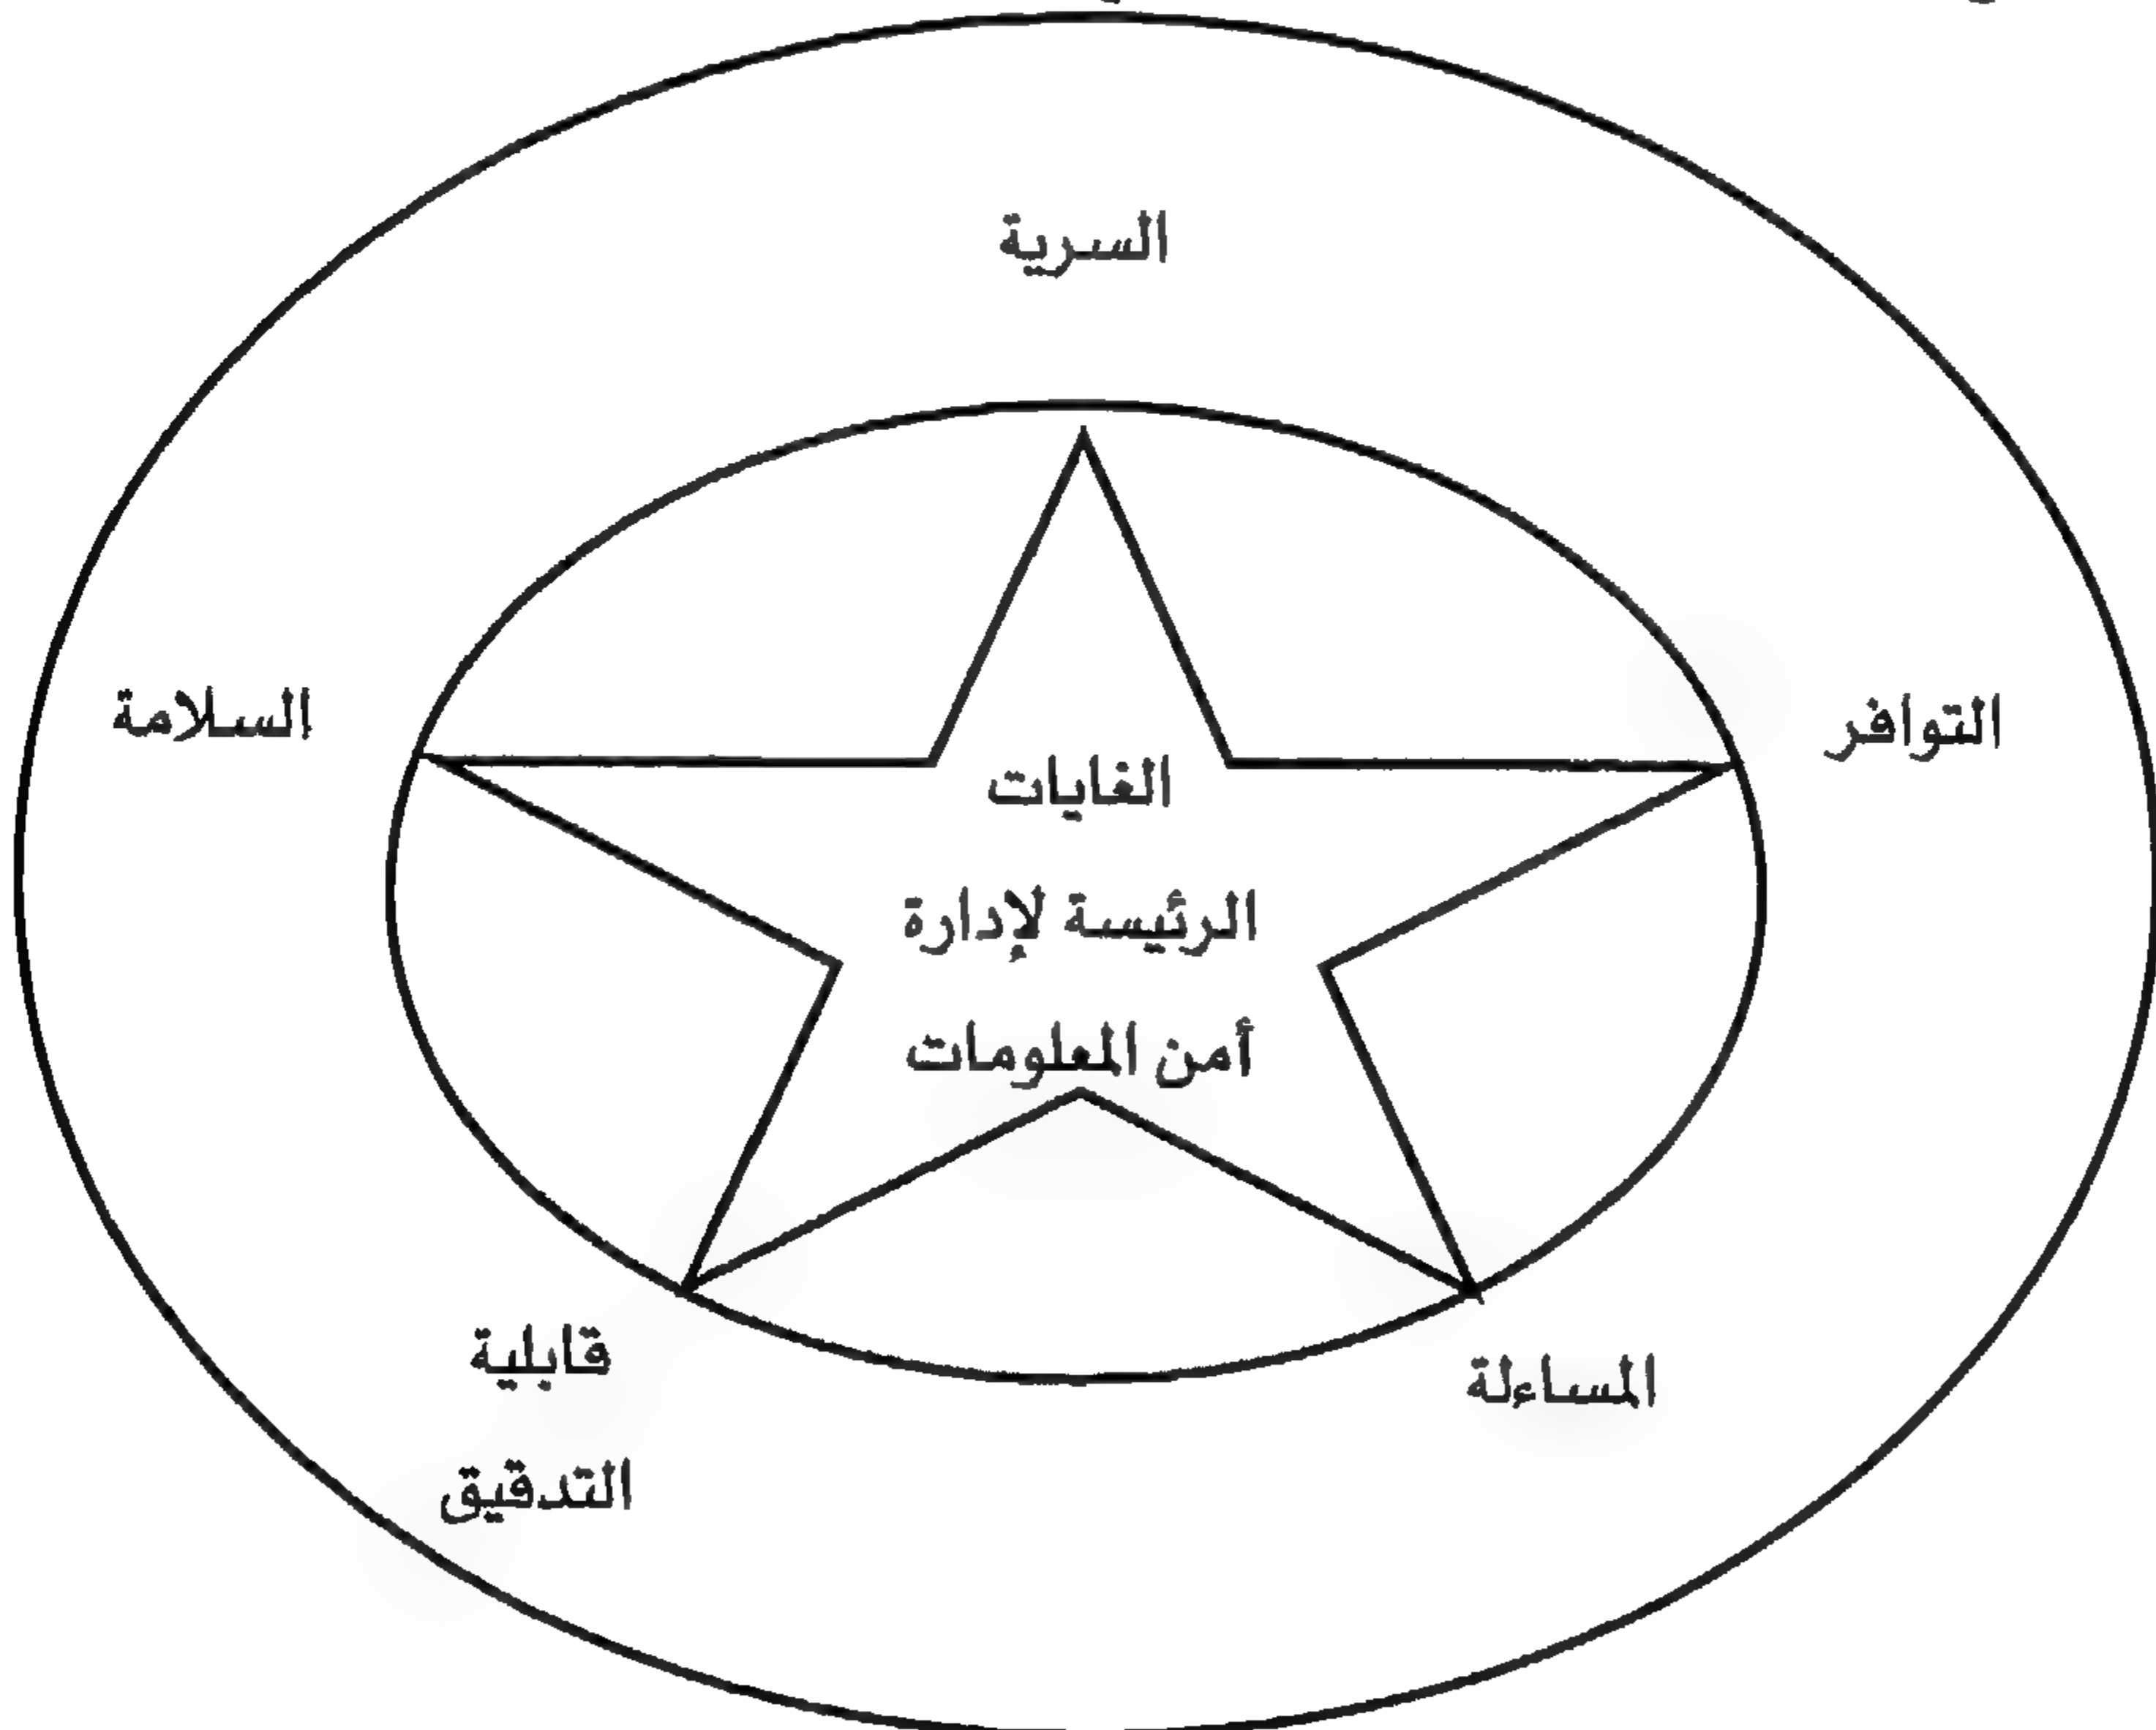 السرية
التوافر
السلامة
الغايات
الرئيسة لإدارة
أمن المعلومات
المساءلة
قابلية
التدقيق